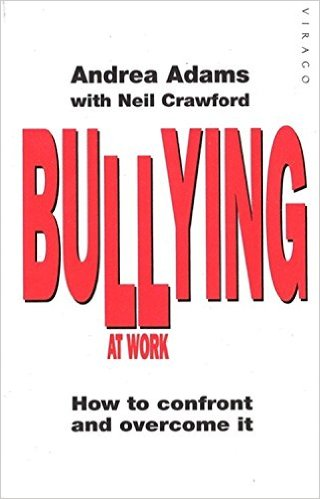 VIRAGO
Andrea Adams
with Neil Crawford
BULLYING
AT WORK
How to confront
and overcome it